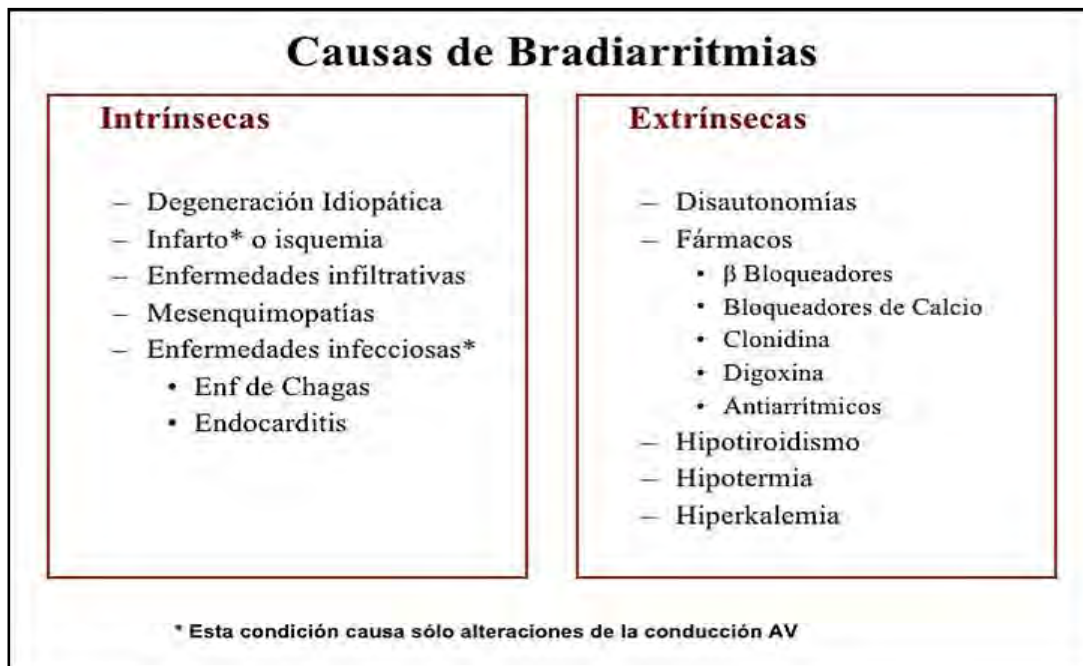 Causas de Bradiarritmias
Intrínsecas
– Degeneración Idiopática
– Infarto* o isquemia
– Enfermedades infiltrativas
– Mesenquimopatías
– Enfermedades infecciosas*
• Enf de Chagas
• Endocarditis
Extrínsecas
– Disautonomías
– Fármacos
• β Bloqueadores
• Bloqueadores de Calcio
• Clonidina
• Digoxina
• Antiarrítmicos
– Hipotiroidismo
– Hipotermia
– Hiperkalemia
* Esta condición causa sólo alteraciones de la conducción AV